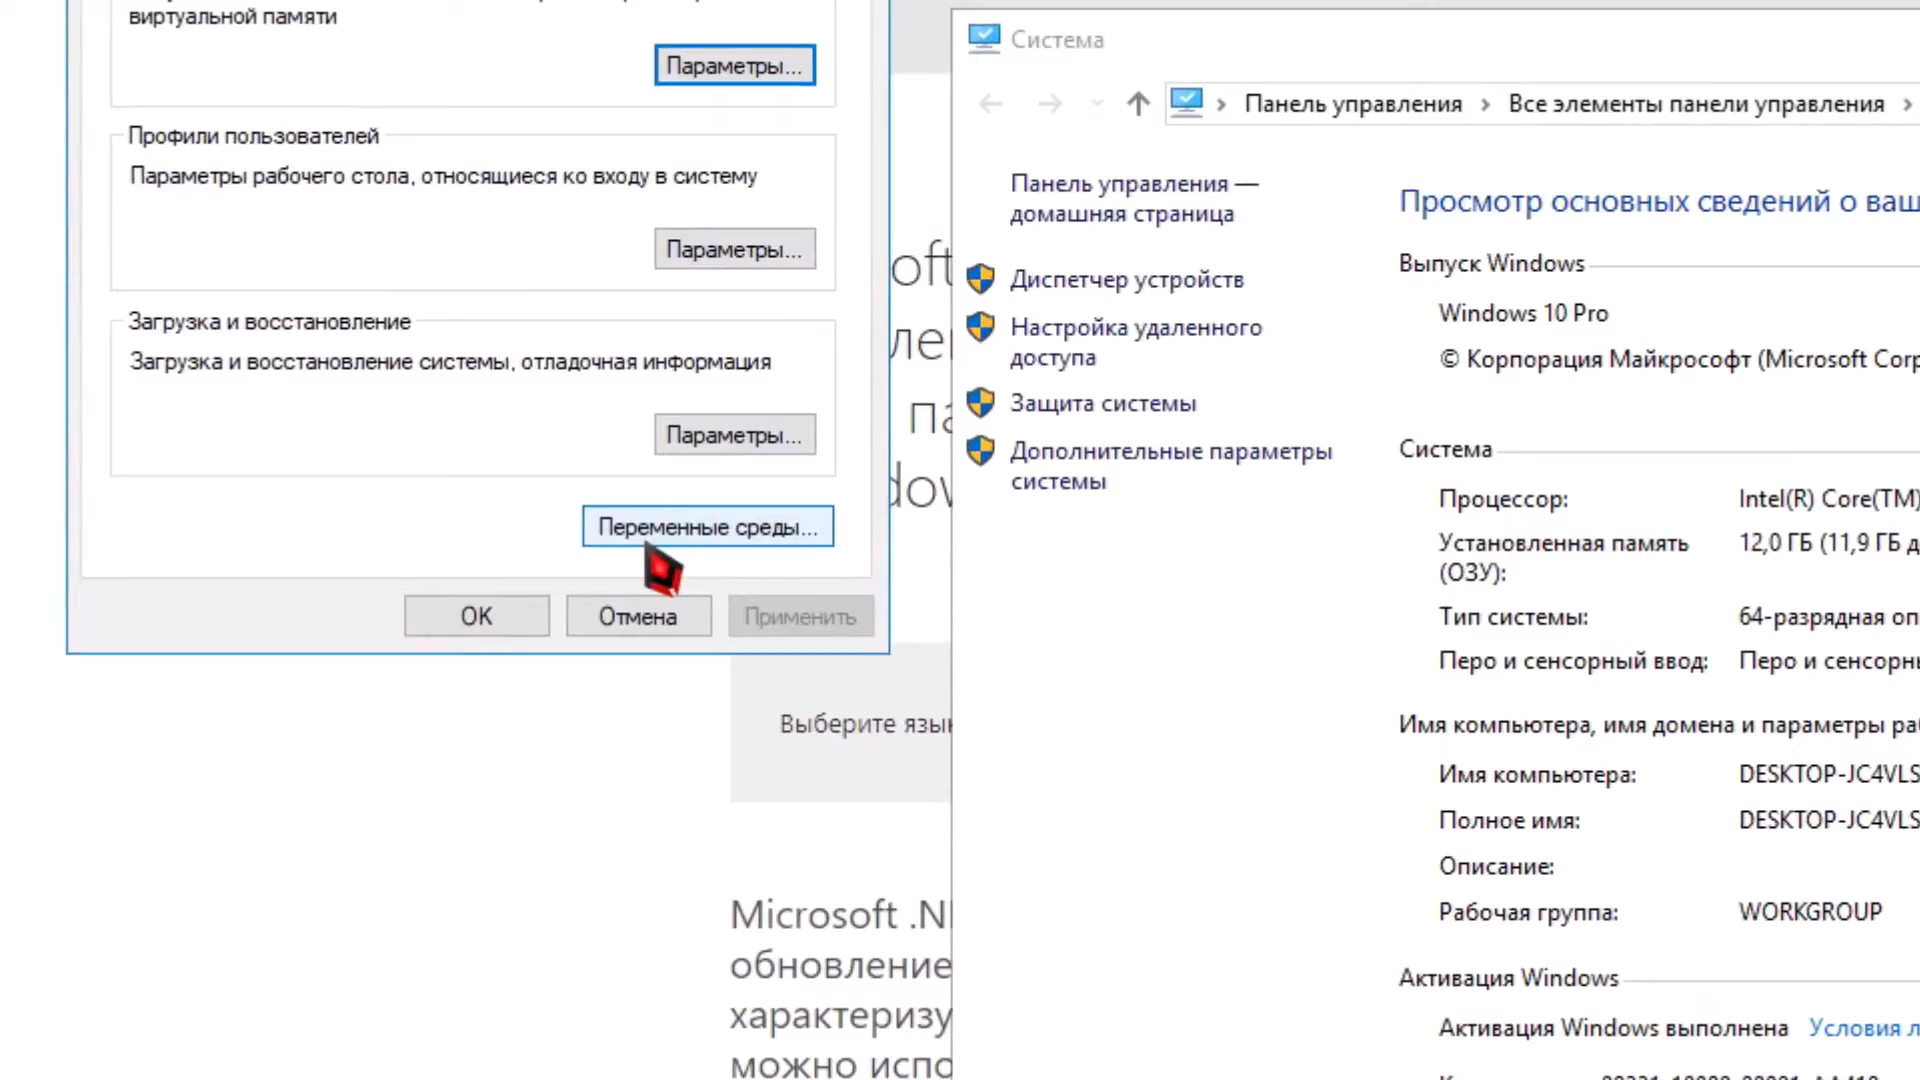 виртуальной памяти
Параметры...
Профили пользователей
Параметры рабочего стола, относящиеся ко входу в систему
Параметры...
Загрузка и восстановление
Загрузка и восстановление системы, отладочная информация
Параметры...
Переменные среды...
OK
Отмена
Применить
Выберите язык
Microsoft .N
обновление
характеризу
можно испо
Система
Панель управления
Все элементы панели управления
Панель управления —
домашняя страница
Диспетчер устройств
Настройка удаленного
доступа
Защита системы
Дополнительные параметры
системы
Просмотр основных сведений о ваш
Выпуск Windows
Windows 10 Pro
© Корпорация Майкрософт (Microsoft Corp
Система
Процессор:
Intel(R) Core(TM)
Установленная память
(ОЗУ):
12,0 ГБ (11,9 ГБ д
Тип системы:
64-разрядная оп
Перо и сенсорный ввод:
Перо и сенсорн
Имя компьютера, имя домена и параметры раб
Имя компьютера:
DESKTOP-JC4VLS
Полное имя:
DESKTOP-JC4VLS
Описание:
Рабочая группа:
WORKGROUP
Активация Windows
Активация Windows выполнена
Условия л